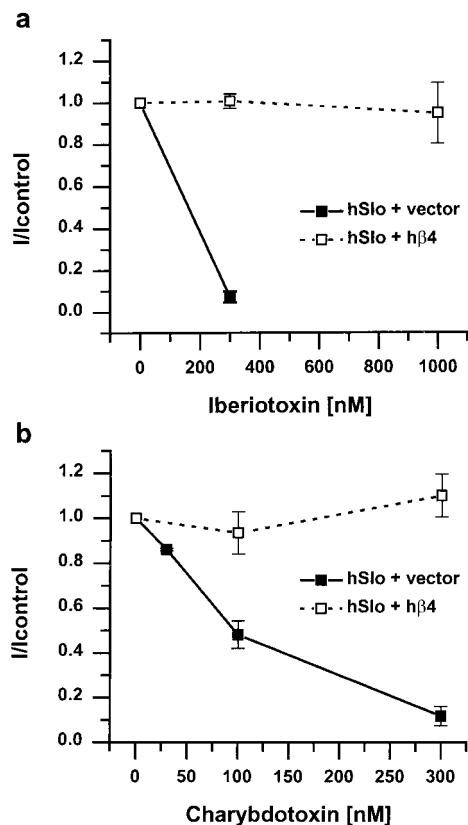 a
1.2
1.0
0.8
0.6
0.4
0.2
0.0
I/Icontrol
hSlo + vector
hSlo + hβ4
0 200 400 600 800 1000
Iberiotoxin [nM]
b
1.2
1.0
0.8
0.6
0.4
0.2
0.0
I/Icontrol
hSlo + vector
hSlo + hβ4
0 50 100 150 200 250 300
Charybdotoxin [nM]